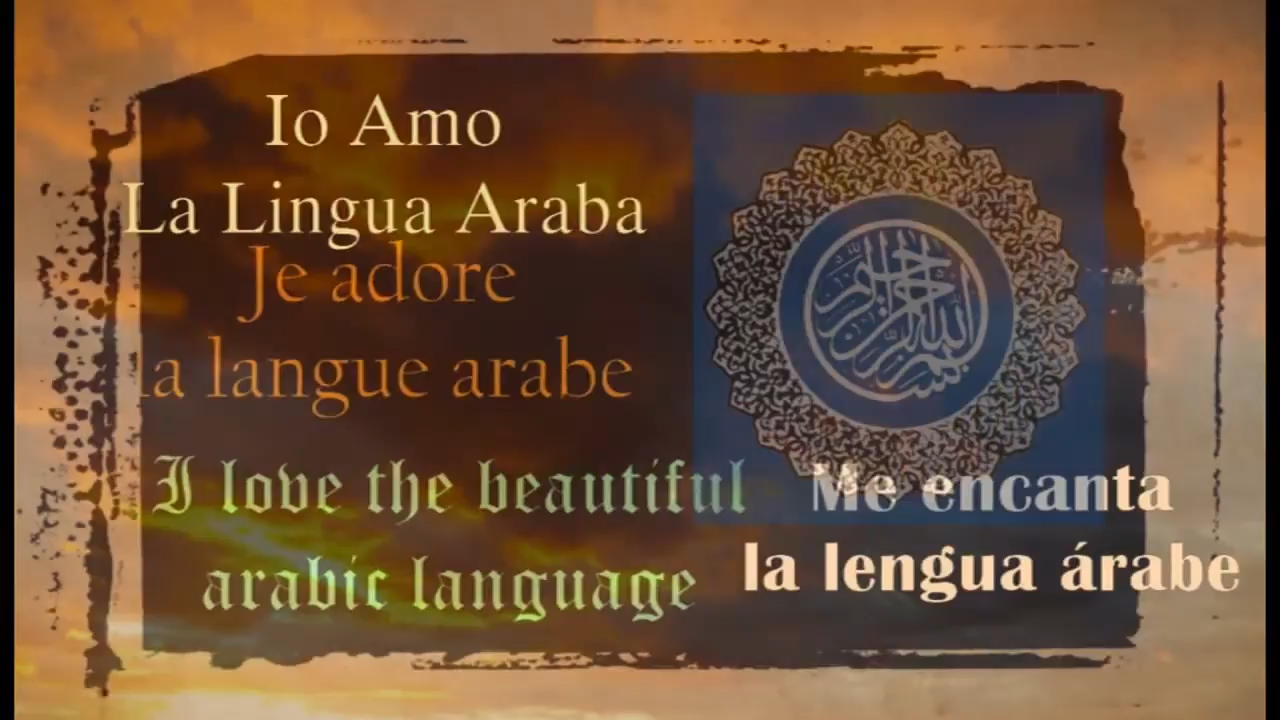 Io Amo
La Lingua Araba
Je adore
la langue arabe
I love the beautiful
arabic language
بسم الله الرحمن الرحيم
Me encanta
la lengua árabe